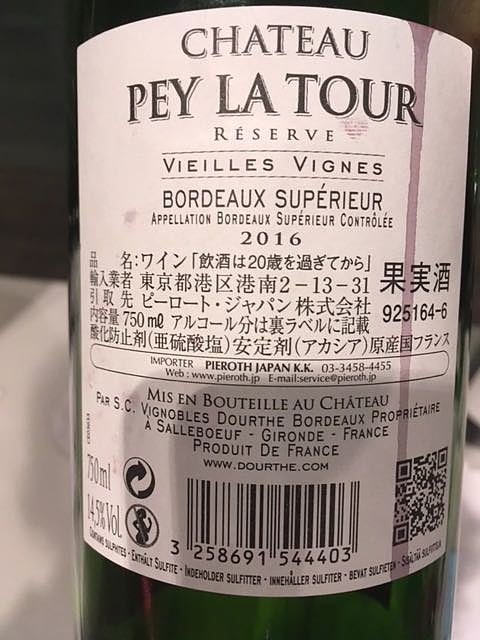 CHATEAU
PEY LA TOUR
RÉSERVE
VIEILLES VIGNES
BORDEAUX SUPÉRIEUR
APPELLATION BORDEAUX SUPÉRIEUR CONTRÔLÉE
2016
品 名:ワイン「飲酒は20歳を過ぎてから」
輸入業者 東京都港区港南2-13-31 果実酒
引取先 ピーロート・ジャパン株式会社 925164-6
内容量 750㎖ アルコール分は裏ラベルに記載
酸化防止剤(亜硫酸塩)安定剤(アカシア)原産国フランス
IMPORTER PIEROTH JAPAN K.K. 03-3458-4455
Web : www.pieroth.jp E-mail:service@pieroth.jp
MIS EN BOUTEILLE AU CHÂTEAU
PAR S.C. VIGNOBLES DOURTHE BORDEAUX PROPRIÉTAIRE
À SALLEBOEUF - GIRONDE - FRANCE
PRODUIT DE FRANCE
WWW.DOURTHE.COM
750ml
14,5% Vol.
3 258691 544403
CONTAINS SULPHITES - ENTHÄLT SULFITE - INDEHOLDER SULFITTER - INNEHÅLLER SULFITER - BEVAT SULFIETEN - SISÄLTÄÄ SULFIITTEJA